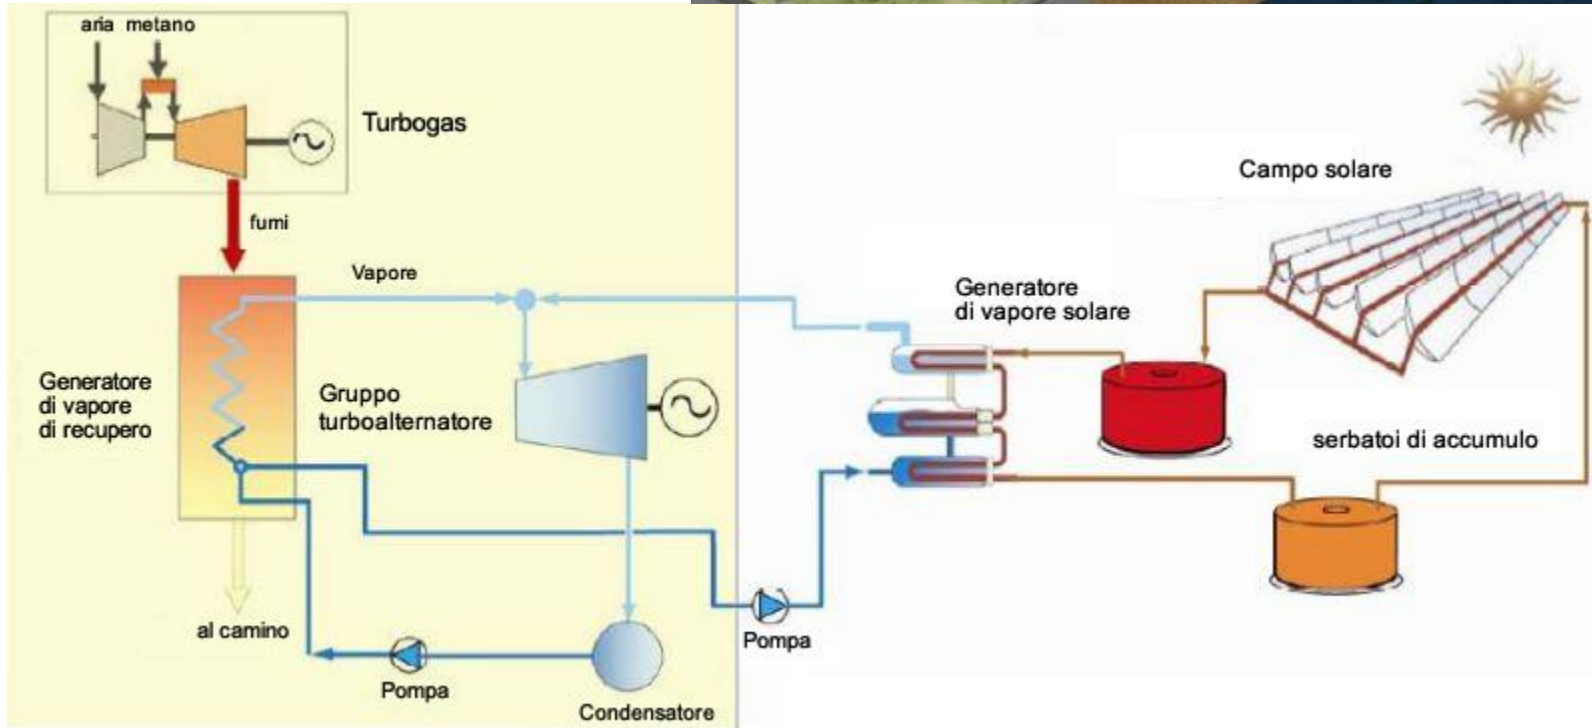 aria metano
Turbogas
fumi
Vapore
Generatore
di vapore
di recupero
Gruppo
turboalternatore
al camino
Pompa
Condensatore
Pompa
Generatore
di vapore solare
Campo solare
serbatoi di accumulo